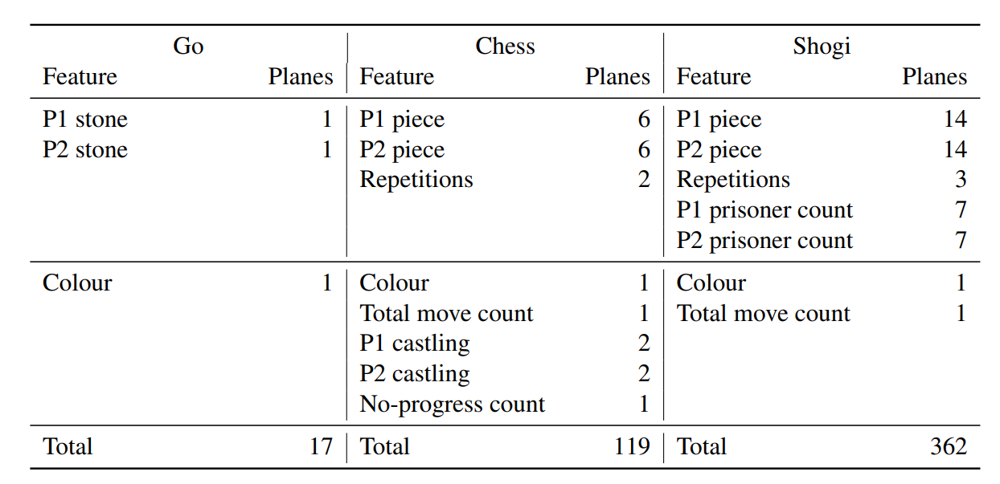 Go Chess Shogi
Feature Planes Feature Planes Feature Planes
P1 stone 1 P1 piece 6 P1 piece 14
P2 stone 1 P2 piece 6 P2 piece 14
Repetitions 2 Repetitions 3
P1 prisoner count 7
P2 prisoner count 7
Colour 1 Colour 1 Colour 1
Total move count 1 Total move count 1
P1 castling 2
P2 castling 2
No-progress count 1
Total 17 Total 119 Total 362